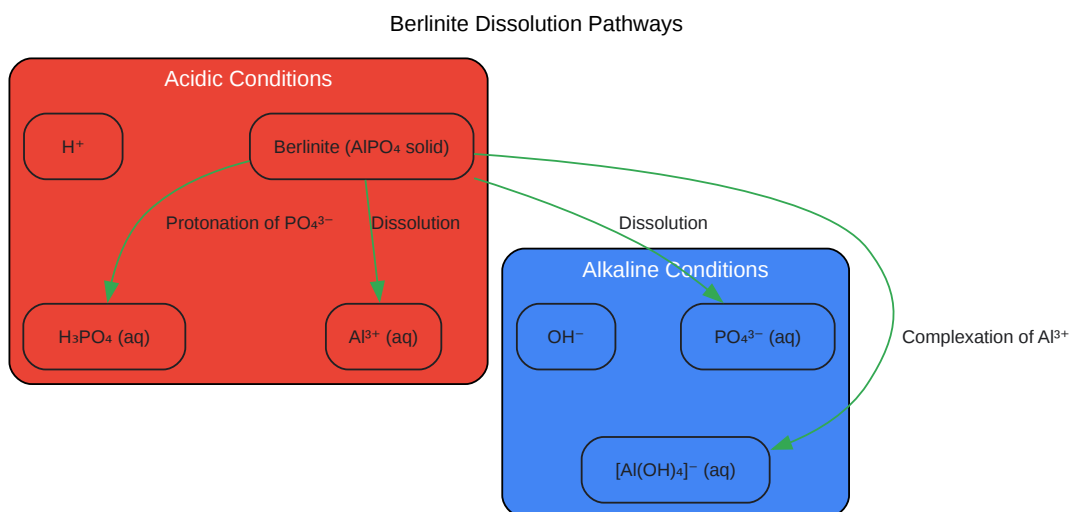 Berlinite Dissolution Pathways
Acidic Conditions
H⁺
Berlinite (AlPO₄ solid)
Protonation of PO₄³⁻
Dissolution
Dissolution
H₃PO₄ (aq)
Al³⁺ (aq)
Alkaline Conditions
OH⁻
PO₄³⁻ (aq)
Complexation of Al³⁺
[Al(OH)₄]⁻ (aq)